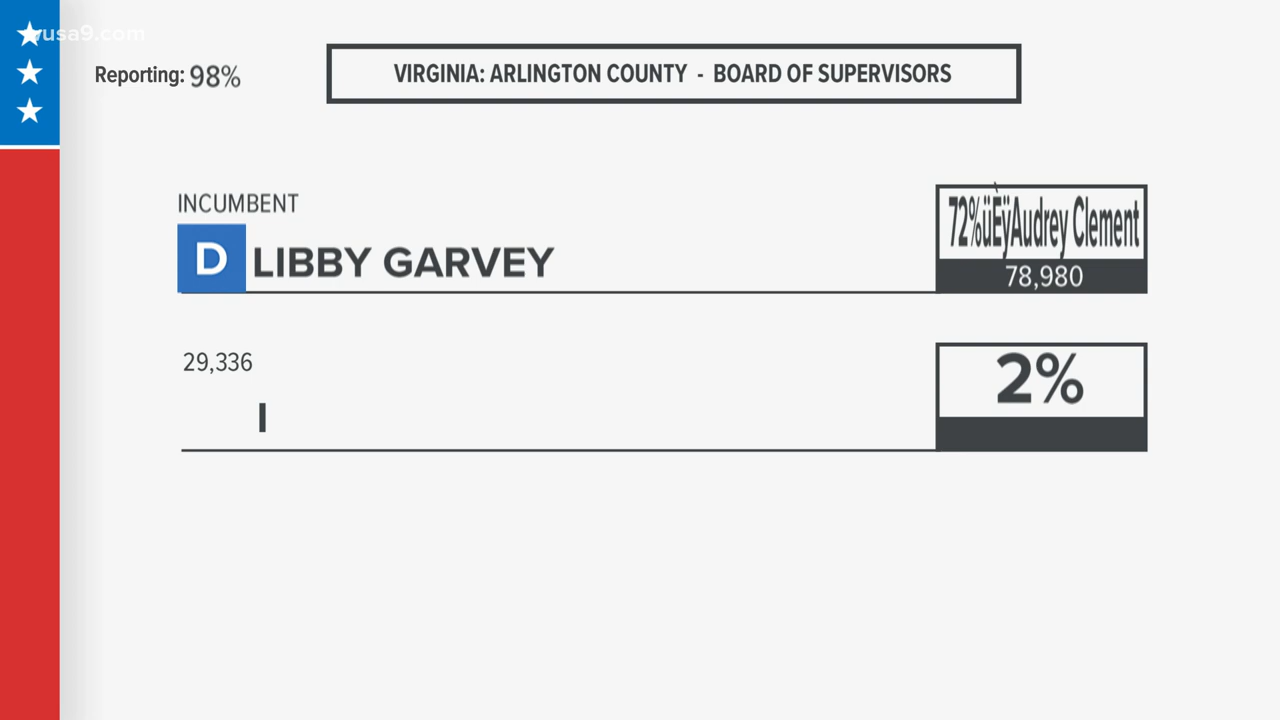 wusa9.com
Reporting: 98%
VIRGINIA: ARLINGTON COUNTY - BOARD OF SUPERVISORS
INCUMBENT
D LIBBY GARVEY
72%üÈÿAudrey Clement
78,980
29,336
I
2%